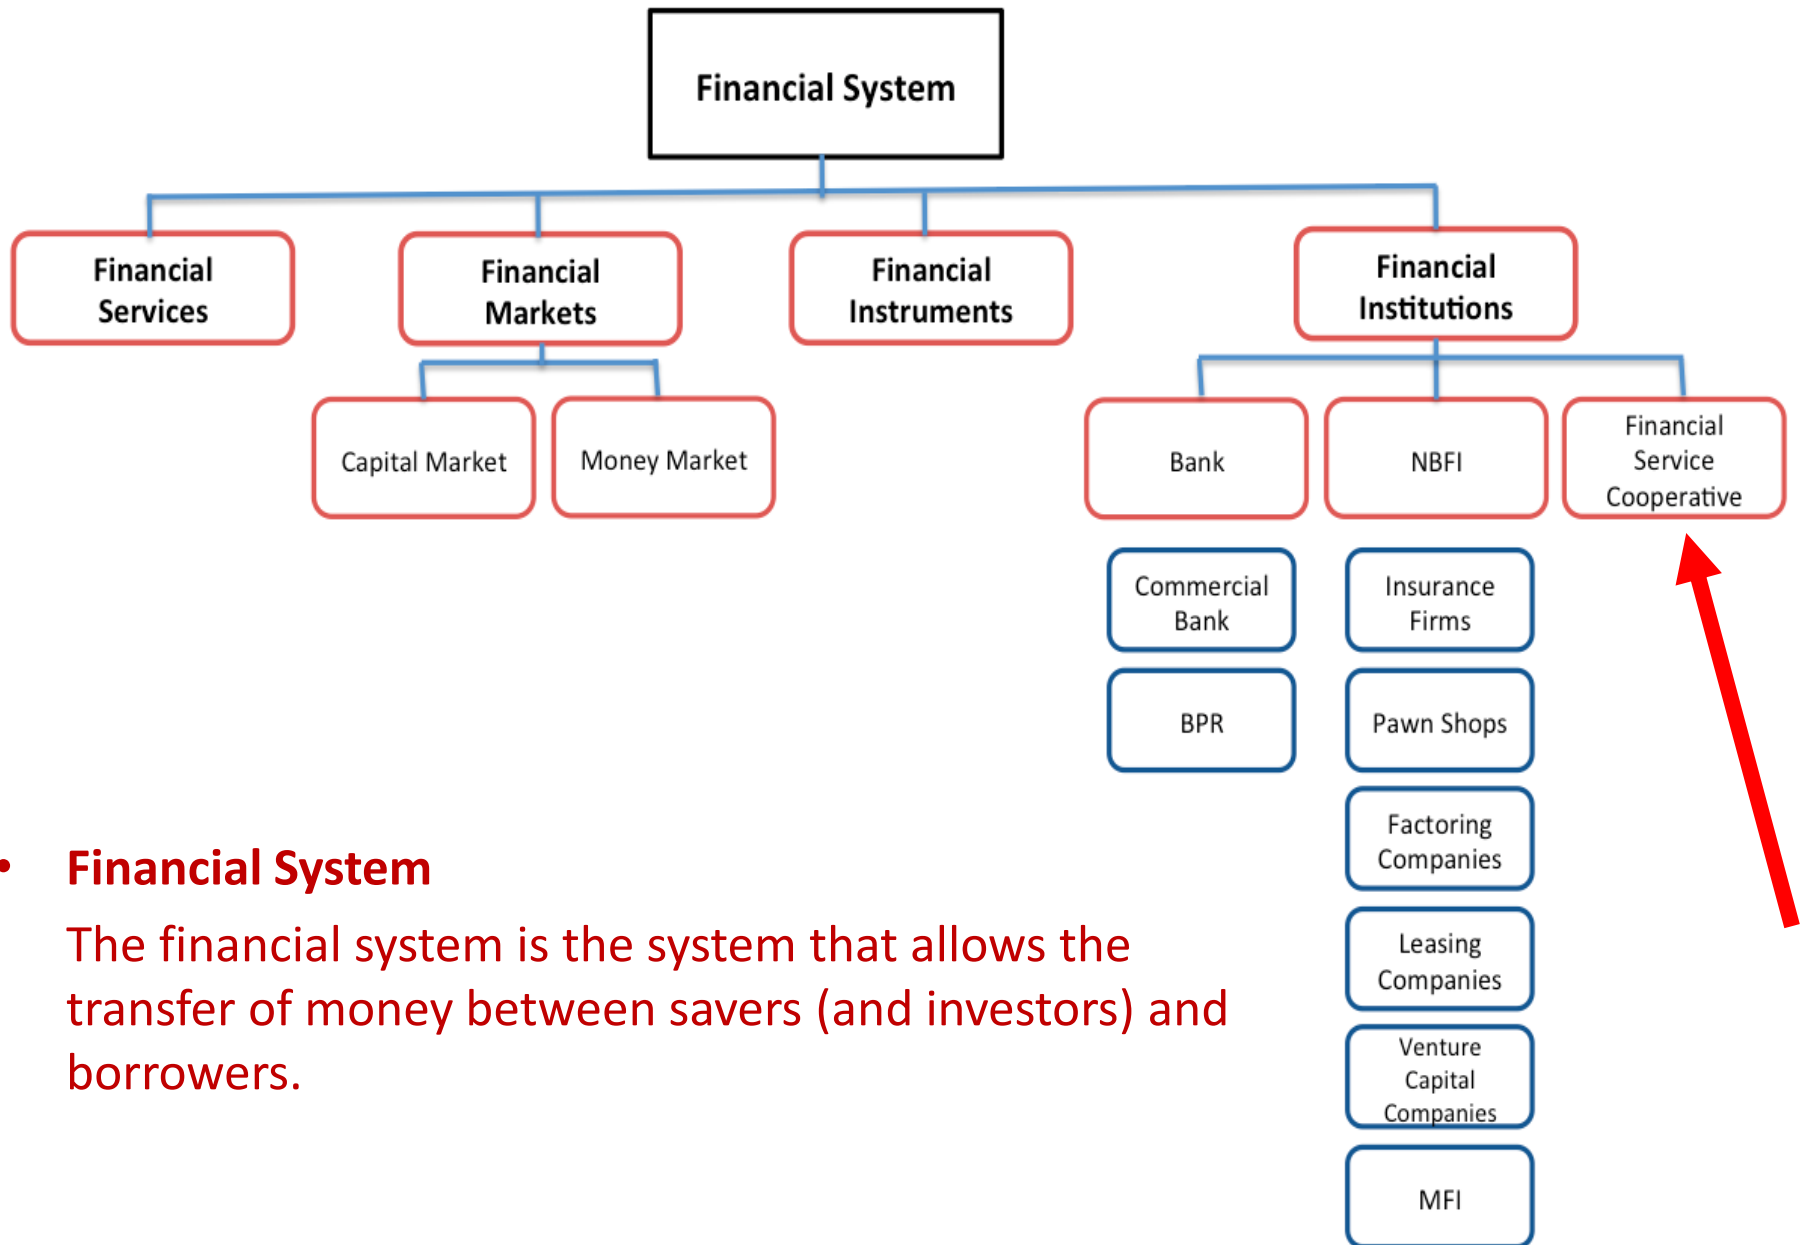 Financial System
Financial
Services
Financial
Markets
Financial
Instruments
Financial
Institutions
Capital Market
Money Market
Bank
NBFI
Financial
Service
Cooperative
Commercial
Bank
Insurance
Firms
BPR
Pawn Shops
Factoring
Companies
Leasing
Companies
Venture
Capital
Companies
MFI
• Financial System
The financial system is the system that allows the
transfer of money between savers (and investors) and
borrowers.